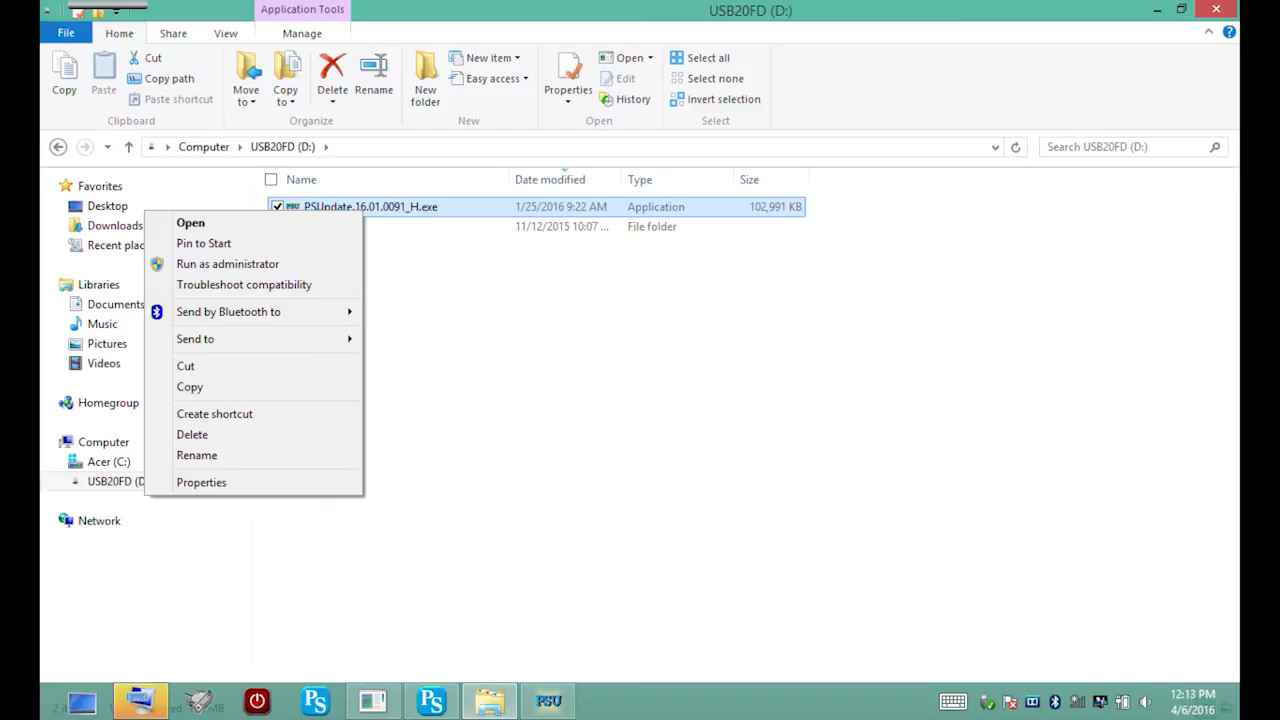 Application Tools
USB20FD (D:)
File
Home
Share
View
Manage
Copy
Paste
Cut
Copy path
Paste shortcut
Clipboard
Move to
Copy to
Delete
Rename
Organize
New folder
New item
Easy access
New
Properties
Open
Edit
History
Open
Select all
Select none
Invert selection
Select
Computer
USB20FD (D:)
Search USB20FD (D:)
Name
Date modified
Type
Size
PSUpdate.16.01.0091_H.exe
1/25/2016 9:22 AM
Application
102,991 KB
11/12/2015 10:07 ...
File folder
Favorites
Desktop
Downloads
Recent plac
Libraries
Documents
Music
Pictures
Videos
Homegroup
Computer
Acer (C:)
USB20FD (D
Network
Open
Pin to Start
Run as administrator
Troubleshoot compatibility
Send by Bluetooth to
Send to
Cut
Copy
Create shortcut
Delete
Rename
Properties
PS
PS
PSU
12:13 PM
4/6/2016